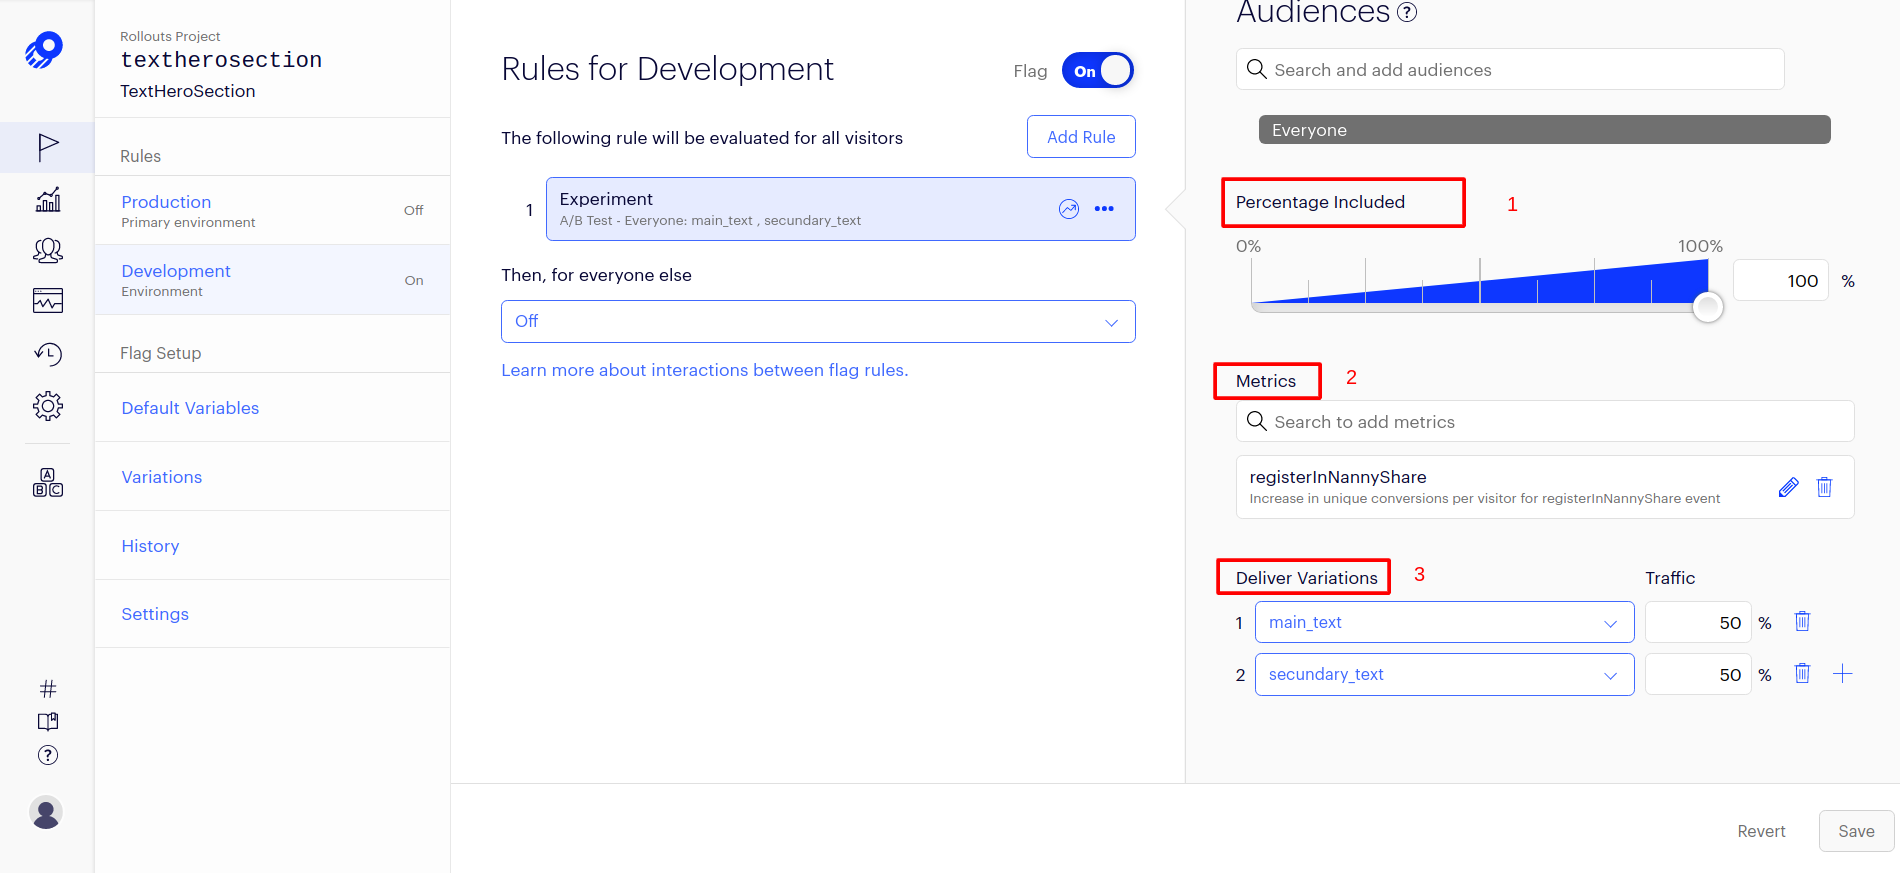 Rollouts Project
textherosection
TextHeroSection
Rules
Production
Primary environment
Off
Development
Environment
On
Flag Setup
Default Variables
Variations
History
Settings
A
B C
#
?
Rules for Development
Flag
On
The following rule will be evaluated for all visitors
Add Rule
1
Experiment
A/B Test - Everyone: main_text , secundary_text
Then, for everyone else
Off
Learn more about interactions between flag rules.
Audiences ?
Search and add audiences
Everyone
Percentage Included
1
0%
100%
100 %
Metrics
2
Search to add metrics
registerInNannyShare
Increase in unique conversions per visitor for registerInNannyShare event
Deliver Variations
3
Traffic
1 main_text 50 %
2 secundary_text 50 %
Revert
Save